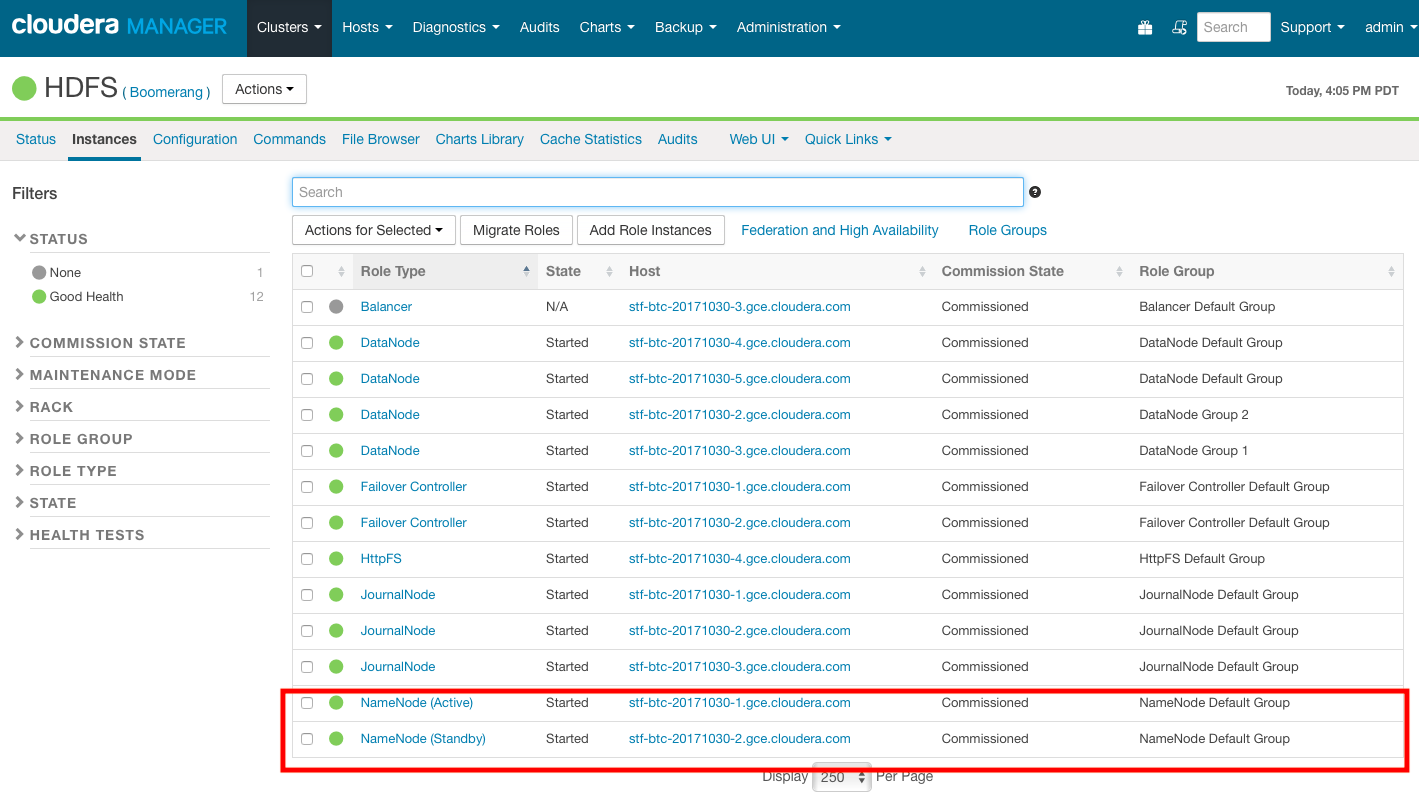 cloudera MANAGER Clusters Hosts Diagnostics Audits Charts Backup Administration Search Support admin
HDFS ( Boomerang ) Actions Today, 4:05 PM PDT
Status Instances Configuration Commands File Browser Charts Library Cache Statistics Audits Web UI Quick Links
Filters
STATUS
None 1
Good Health 12
COMMISSION STATE
MAINTENANCE MODE
RACK
ROLE GROUP
ROLE TYPE
STATE
HEALTH TESTS
Search ?
Actions for Selected Migrate Roles Add Role Instances Federation and High Availability Role Groups
Role Type State Host Commission State Role Group
Balancer N/A stf-btc-20171030-3.gce.cloudera.com Commissioned Balancer Default Group
DataNode Started stf-btc-20171030-4.gce.cloudera.com Commissioned DataNode Default Group
DataNode Started stf-btc-20171030-5.gce.cloudera.com Commissioned DataNode Default Group
DataNode Started stf-btc-20171030-2.gce.cloudera.com Commissioned DataNode Group 2
DataNode Started stf-btc-20171030-3.gce.cloudera.com Commissioned DataNode Group 1
Failover Controller Started stf-btc-20171030-1.gce.cloudera.com Commissioned Failover Controller Default Group
Failover Controller Started stf-btc-20171030-2.gce.cloudera.com Commissioned Failover Controller Default Group
HttpFS Started stf-btc-20171030-4.gce.cloudera.com Commissioned HttpFS Default Group
JournalNode Started stf-btc-20171030-1.gce.cloudera.com Commissioned JournalNode Default Group
JournalNode Started stf-btc-20171030-2.gce.cloudera.com Commissioned JournalNode Default Group
JournalNode Started stf-btc-20171030-3.gce.cloudera.com Commissioned JournalNode Default Group
NameNode (Active) Started stf-btc-20171030-1.gce.cloudera.com Commissioned NameNode Default Group
NameNode (Standby) Started stf-btc-20171030-2.gce.cloudera.com Commissioned NameNode Default Group
Display 250 Per Page